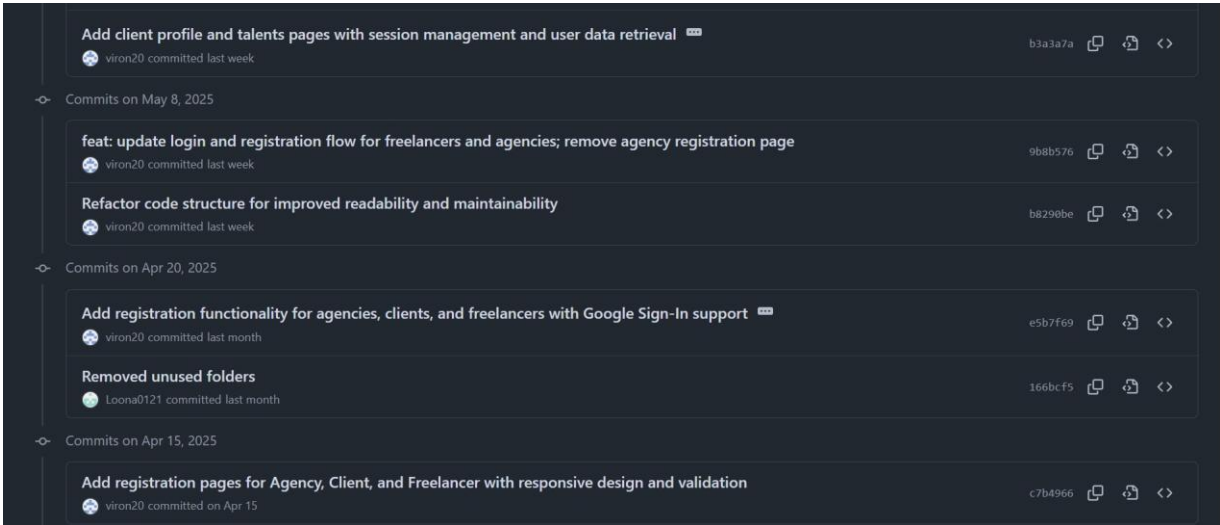 Add client profile and talents pages with session management and user data retrieval
b3a3a7a
viron20 committed last week
Commits on May 8, 2025
feat: update login and registration flow for freelancers and agencies; remove agency registration page
9b8b576
viron20 committed last week
Refactor code structure for improved readability and maintainability
b8290be
viron20 committed last week
Commits on Apr 20, 2025
Add registration functionality for agencies, clients, and freelancers with Google Sign-In support
e5b7f69
viron20 committed last month
Removed unused folders
166bcf5
Loona0121 committed last month
Commits on Apr 15, 2025
Add registration pages for Agency, Client, and Freelancer with responsive design and validation
c7b4966
viron20 committed on Apr 15